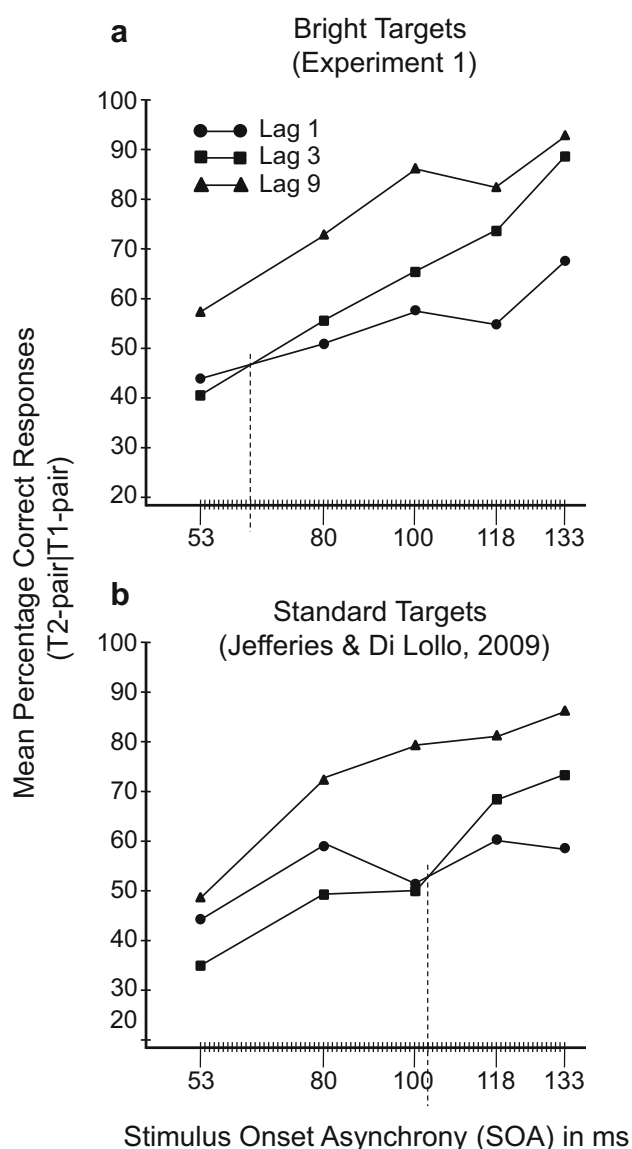 a
Bright Targets
(Experiment 1)
100
90
80
70
60
50
40
30
20
Lag 1
Lag 3
Lag 9
53 80 100 118 133
Mean Percentage Correct Responses
(T2-pair|T1-pair)
b
Standard Targets
(Jefferies & Di Lollo, 2009)
100
90
80
70
60
50
40
30
20
53 80 100 118 133
Stimulus Onset Asynchrony (SOA) in ms